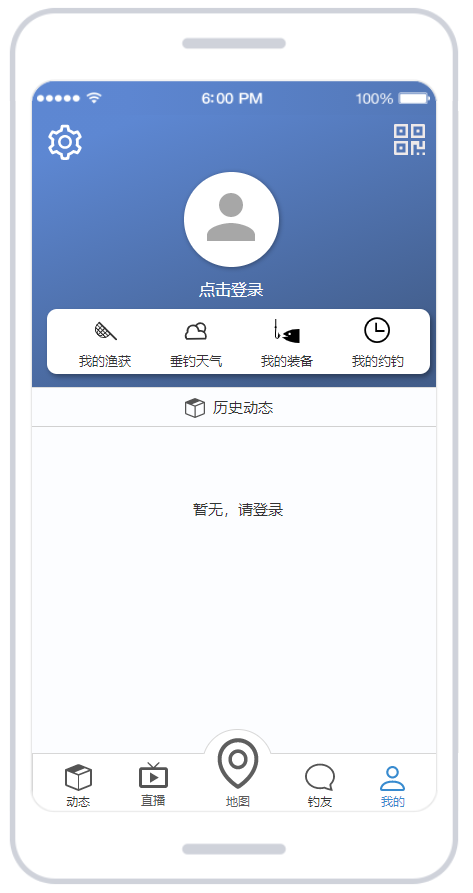 6:00 PM 100%
点击登录
我的渔获 垂钓天气 我的装备 我的约钓
历史动态
暂无，请登录
动态 直播 地图 钓友 我的